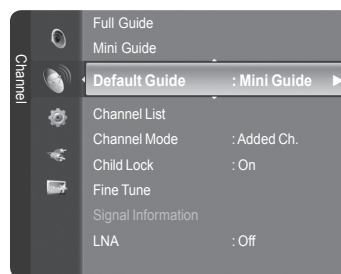 Channel
Full Guide
Mini Guide
Default Guide : Mini Guide
Channel List
Channel Mode : Added Ch.
Child Lock : On
Fine Tune
Signal Information
LNA : Off